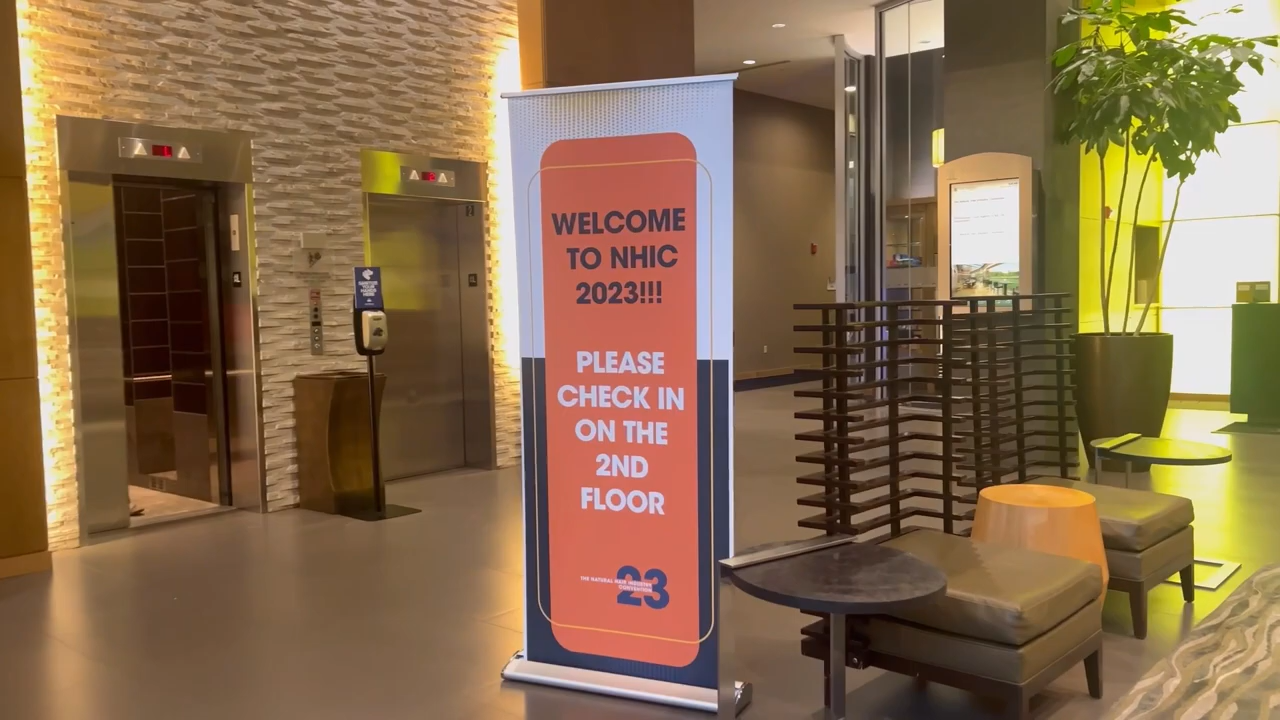 WELCOME
TO NHIC
2023!!!
PLEASE
CHECK IN
ON THE
2ND
FLOOR
THE NATURAL HAIR INDUSTRY
CONVENTION
23